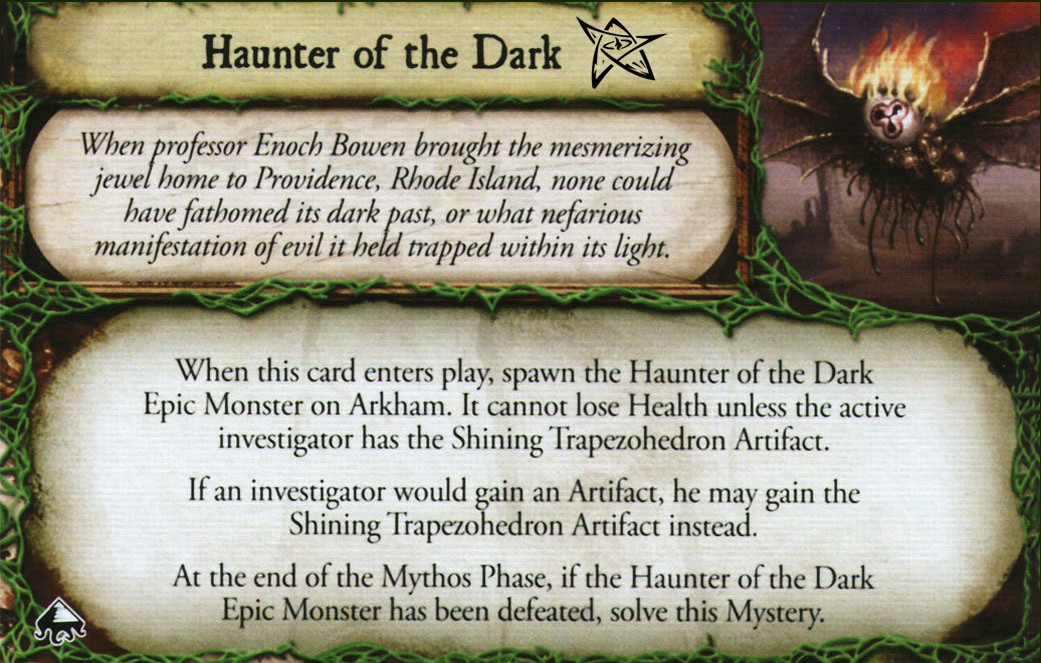 Haunter of the Dark
When professor Enoch Bowen brought the mesmerizing
jewel home to Providence, Rhode Island, none could
have fathomed its dark past, or what nefarious
manifestation of evil it held trapped within its light.
When this card enters play, spawn the Haunter of the Dark
Epic Monster on Arkham. It cannot lose Health unless the active
investigator has the Shining Trapezohedron Artifact.
If an investigator would gain an Artifact, he may gain the
Shining Trapezohedron Artifact instead.
At the end of the Mythos Phase, if the Haunter of the Dark
Epic Monster has been defeated, solve this Mystery.